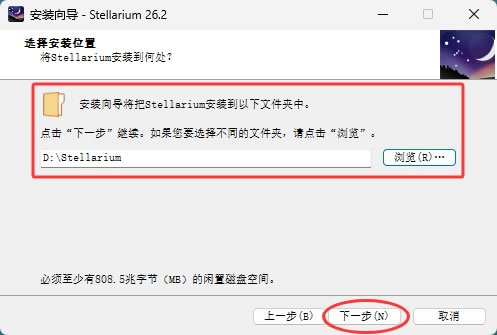 安装向导 - Stellarium 26.2
选择安装位置
将Stellarium安装到何处？
安装向导将把Stellarium安装到以下文件夹中。
点击“下一步”继续。如果您要选择不同的文件夹，请点击“浏览”。
D:\Stellarium
浏览(R)…
必须至少有808.5兆字节（MB）的闲置磁盘空间。
上一步(B)
下一步(N)
取消